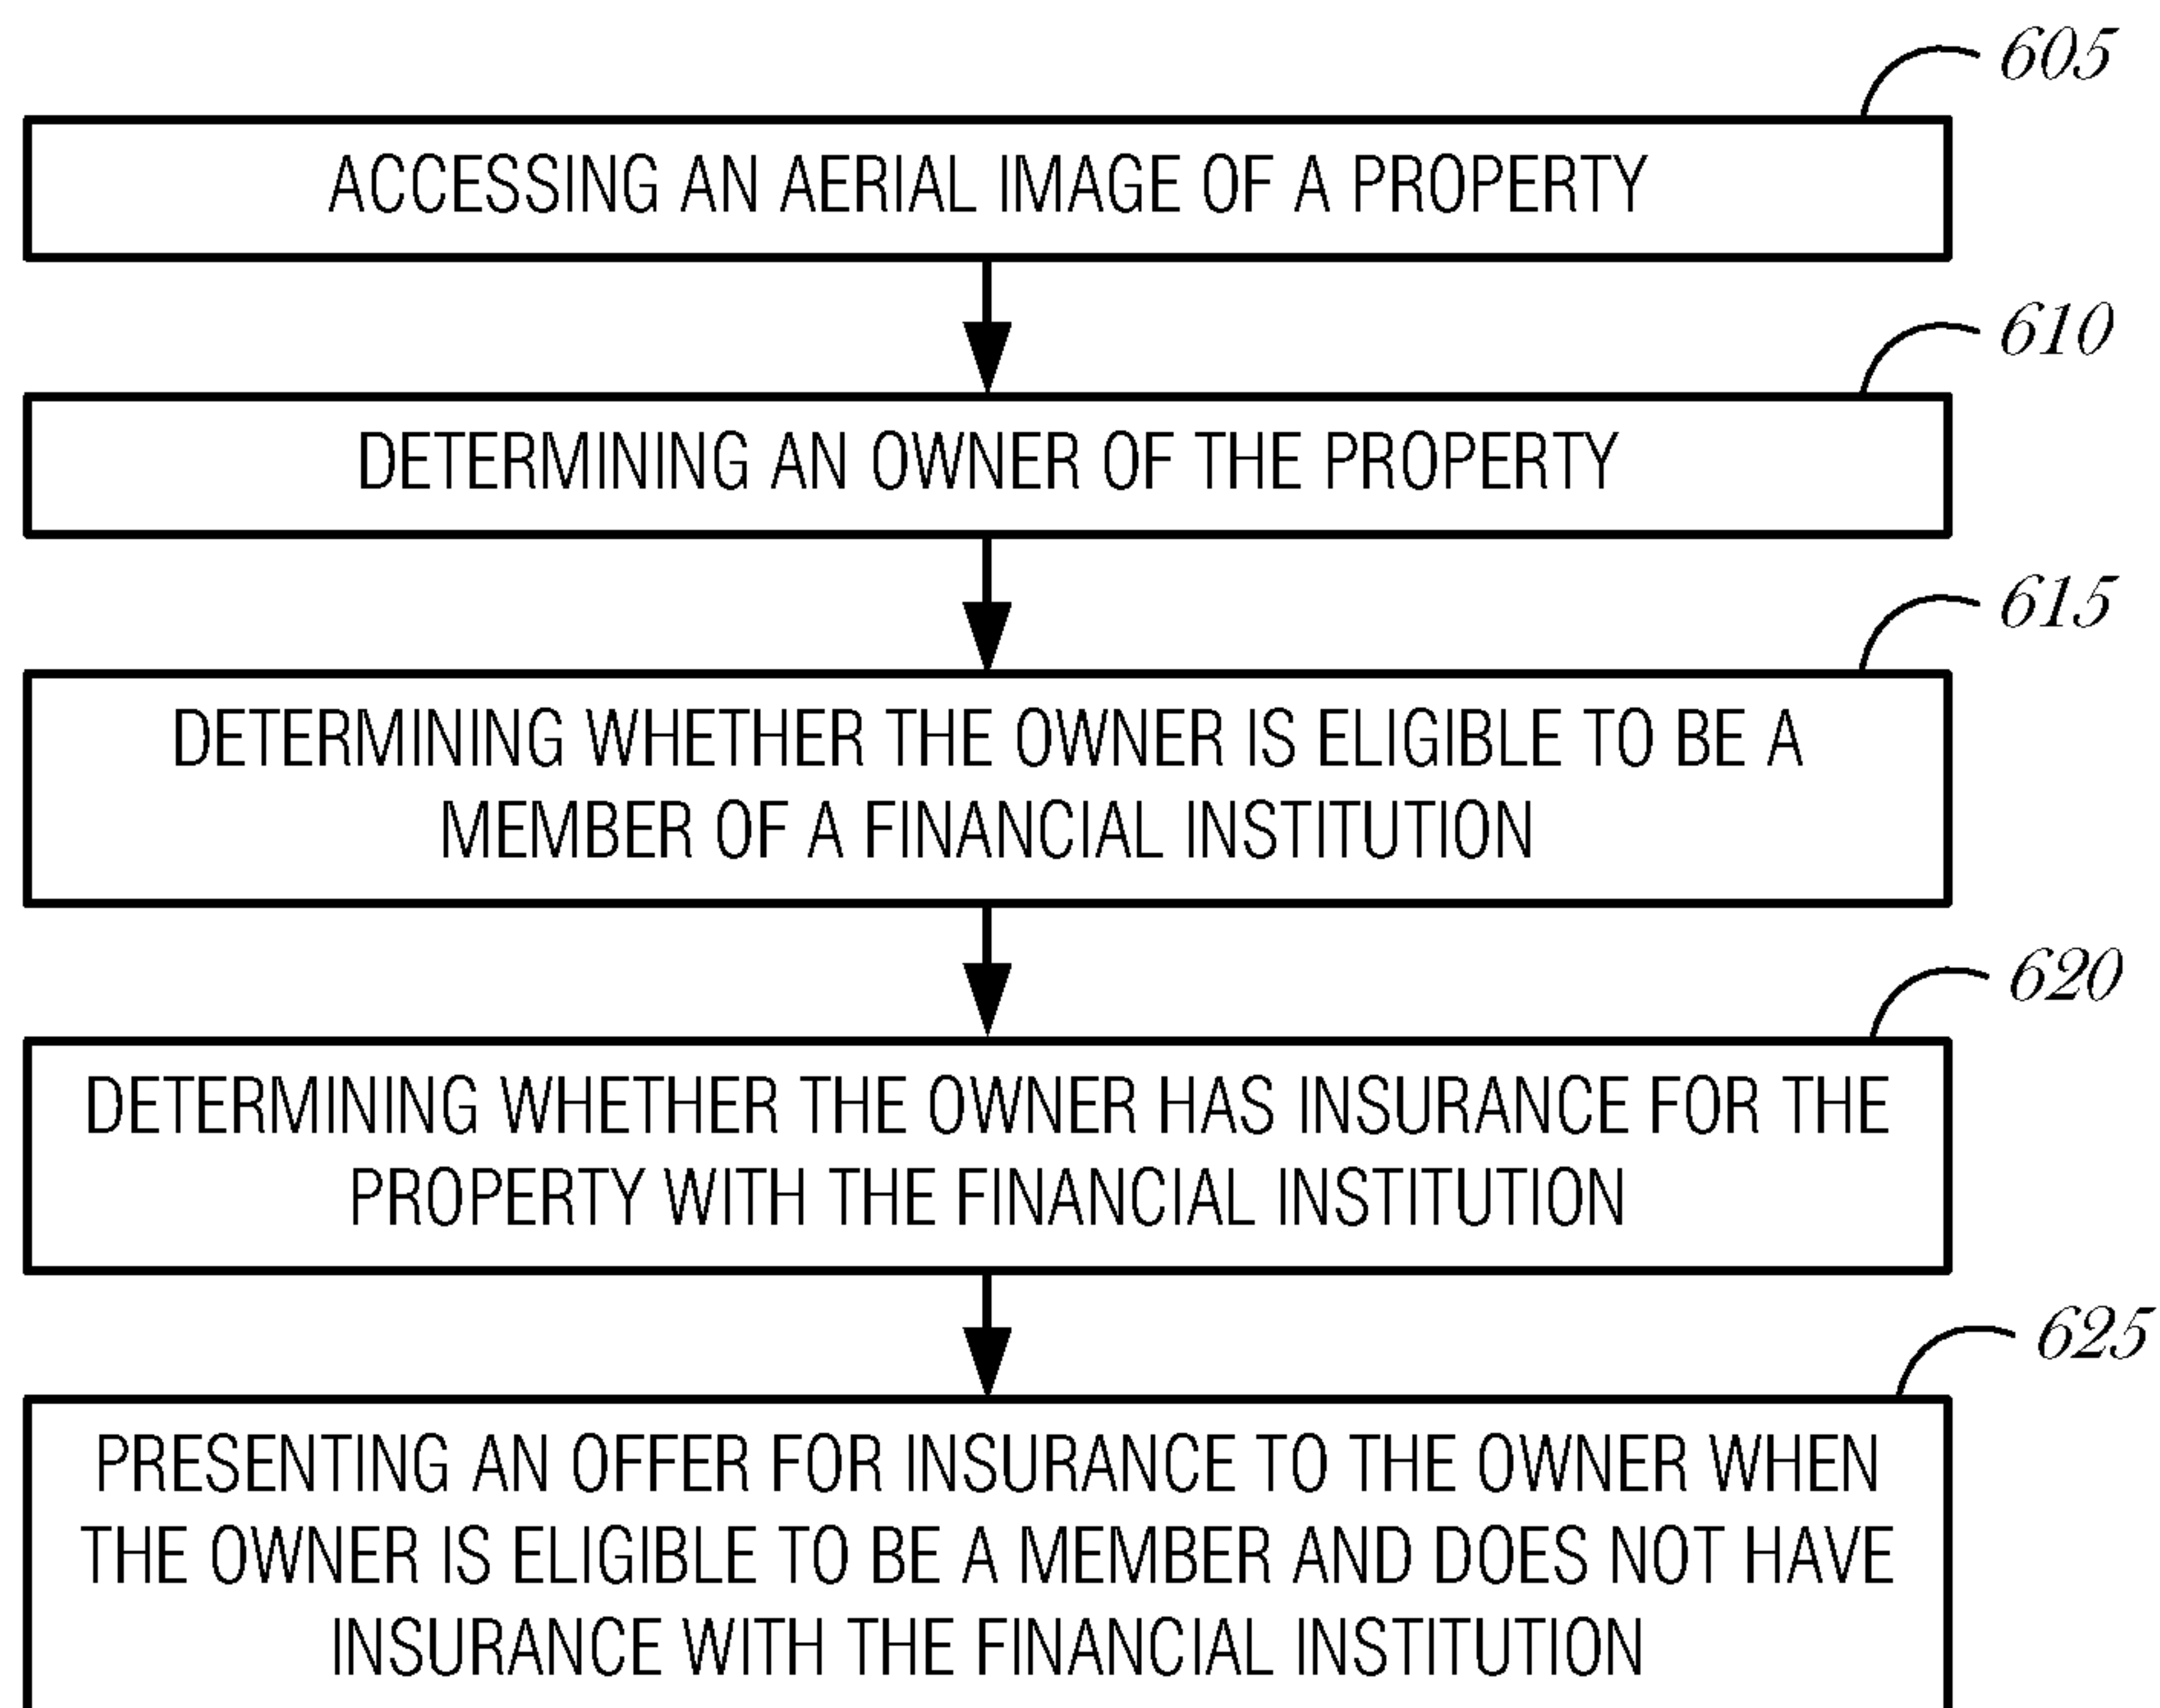 605
ACCESSING AN AERIAL IMAGE OF A PROPERTY
610
DETERMINING AN OWNER OF THE PROPERTY
615
DETERMINING WHETHER THE OWNER IS ELIGIBLE TO BE A
MEMBER OF A FINANCIAL INSTITUTION
620
DETERMINING WHETHER THE OWNER HAS INSURANCE FOR THE
PROPERTY WITH THE FINANCIAL INSTITUTION
625
PRESENTING AN OFFER FOR INSURANCE TO THE OWNER WHEN
THE OWNER IS ELIGIBLE TO BE A MEMBER AND DOES NOT HAVE
INSURANCE WITH THE FINANCIAL INSTITUTION